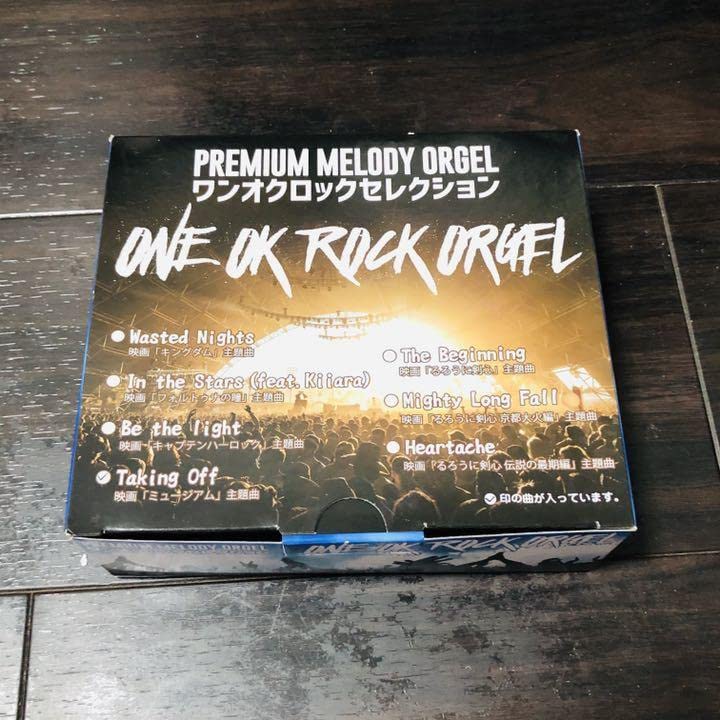 PREMIUM MELODY ORGEL
ワンオクロックセレクション
ONE OK ROCK ORGEL
Wasted Nights
映画「キングダム」主題曲
In the Stars (feat. Kiiara)
映画「フォルトゥナの瞳」主題曲
Be the light
映画「キャプテンハーロック」主題曲
Taking Off
映画「ミュージアム」主題曲
The Beginning
映画「るろうに剣心」主題曲
Mighty Long Fall
映画「るろうに剣心 京都大火編」主題曲
Heartache
映画「るろうに剣心 伝説の最期編」主題曲
印の曲が入っています。
PREMIUM MELODY ORGEL
ONE OK ROCK ORGEL